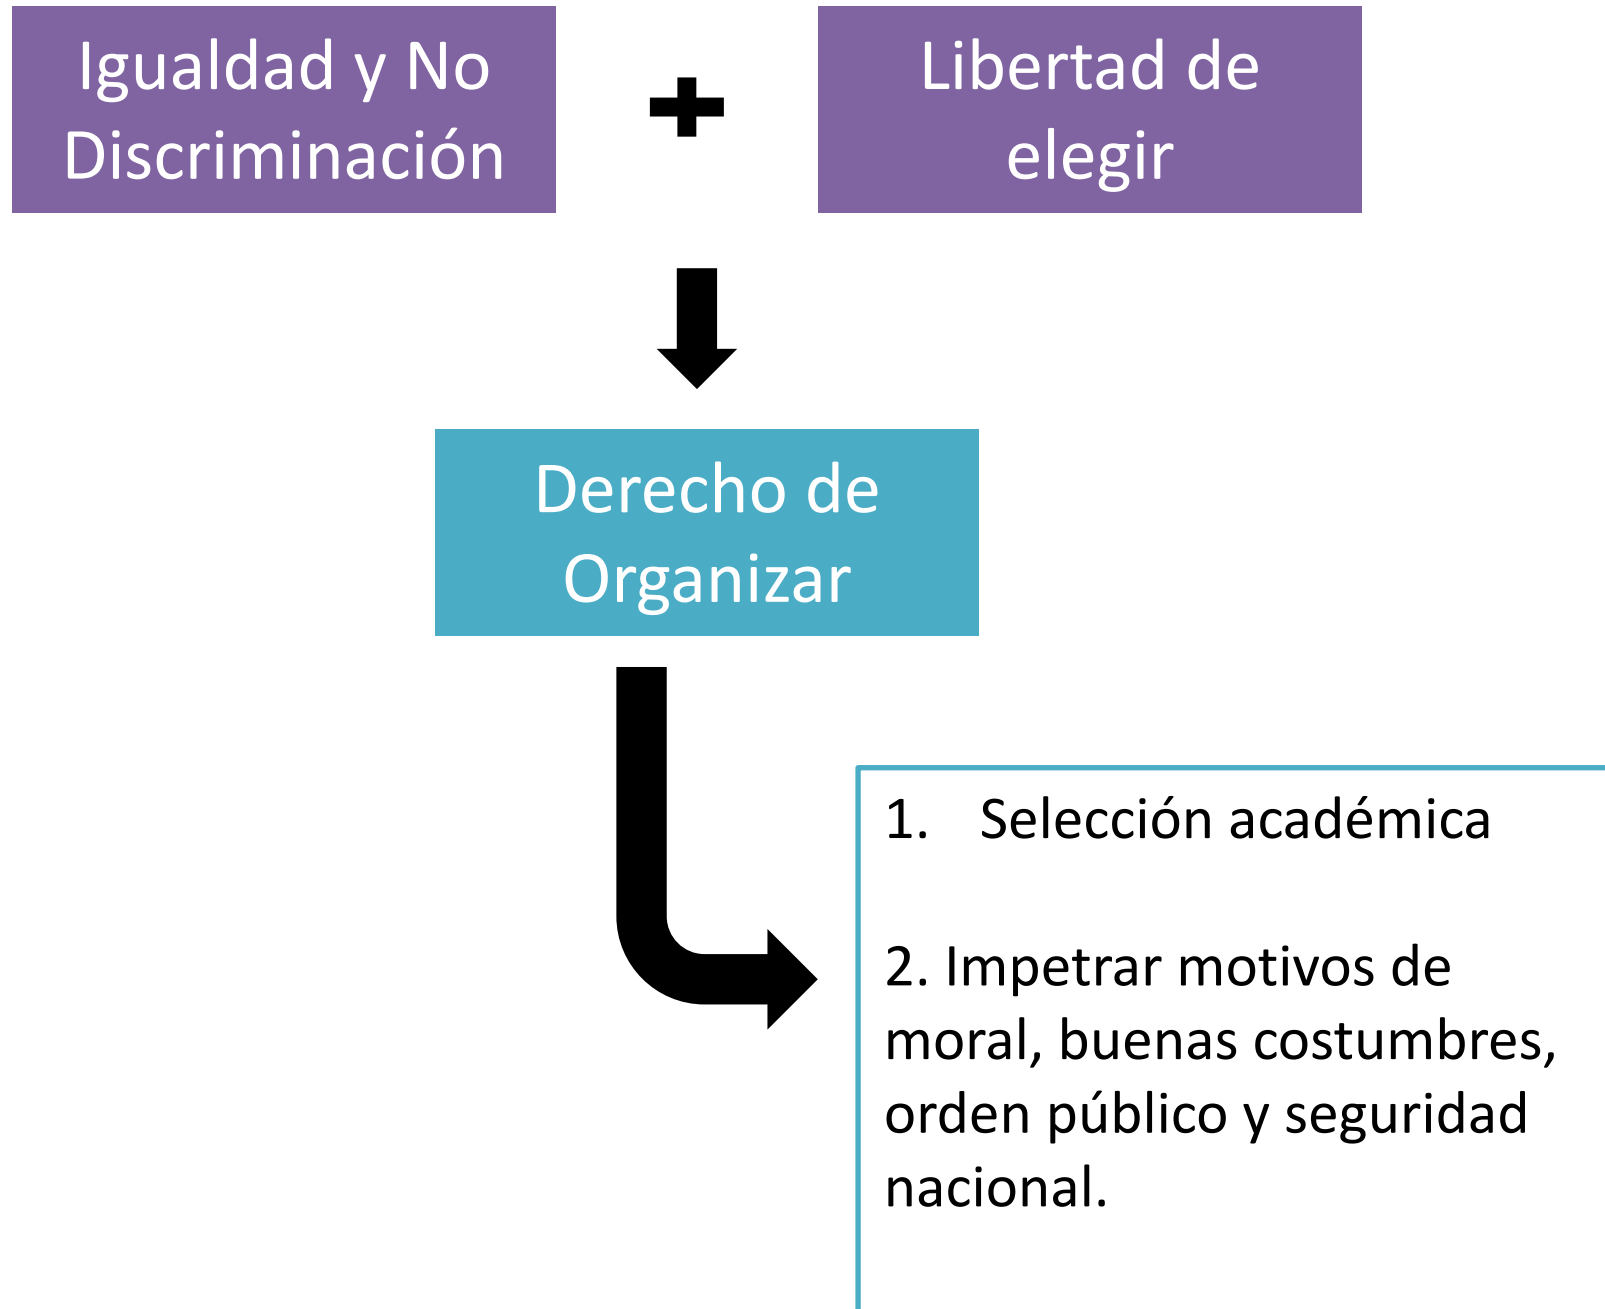 Igualdad y No
Discriminación
Libertad de
elegir
Derecho de
Organizar
1. Selección académica
2. Impetrar motivos de
moral, buenas costumbres,
orden público y seguridad
nacional.